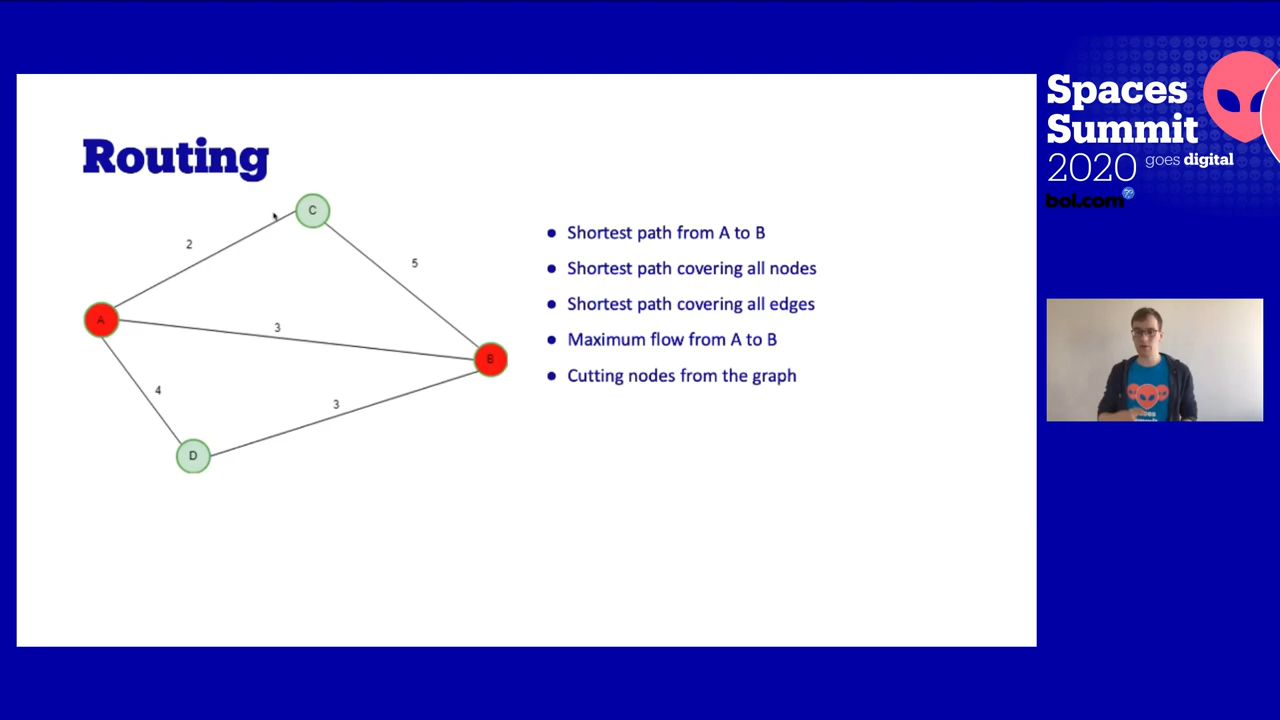 Routing
C
2
5
A
3
B
4
3
D
Shortest path from A to B
Shortest path covering all nodes
Shortest path covering all edges
Maximum flow from A to B
Cutting nodes from the graph
Spaces
Summit
2020 goes digital
bol.com
Spaces